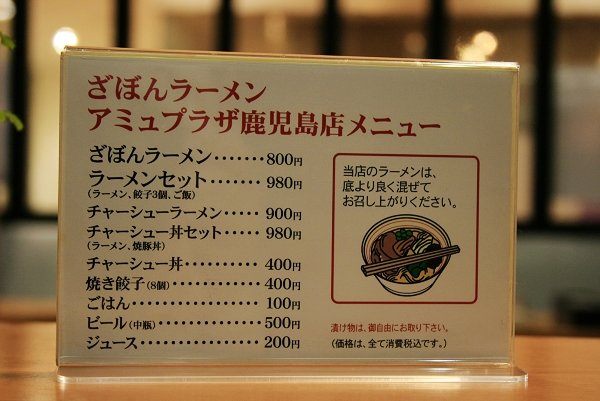 ざぼんラーメン
アミュプラザ鹿児島店メニュー
ざぼんラーメン・・・・・・・800円
ラーメンセット・・・・・・980円
(ラーメン、餃子3個、ご飯)
チャーシューラーメン・・・・・900円
チャーシュー丼セット・・・・・980円
(ラーメン、焼豚丼)
チャーシュー丼・・・・・・・・・400円
焼き餃子(8個)・・・・・・・・・・400円
ごはん・・・・・・・・・・・・・・100円
ビール(中瓶)・・・・・・・・・・・500円
ジュース・・・・・・・・・・・・・200円
当店のラーメンは、
底より良く混ぜて
お召し上がりください。
漬け物は、御自由にお取り下さい。
(価格は、全て消費税込です。)